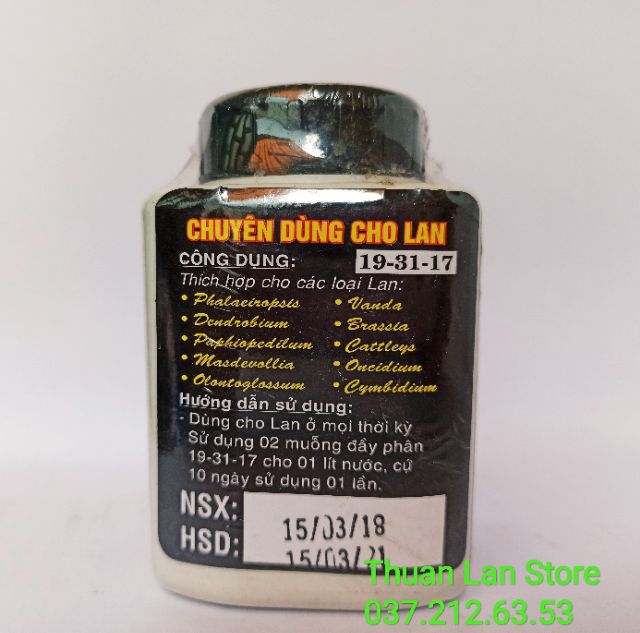 CHUYÊN DÙNG CHO LAN
CÔNG DỤNG: 19-31-17
Thích hợp cho các loại Lan:
• Phalaeiropsis • Vanda
• Dendrobium • Brassia
• Paphiopedilum • Cattleys
• Masdevollia • Oncidium
• Olontoglossum • Cymbidium
Hướng dẫn sử dụng:
- Dùng cho Lan ở mọi thời kỳ
Sử dụng 02 muỗng đầy phân
19-31-17 cho 01 lít nước, cứ
10 ngày sử dụng 01 lần.
NSX: 15/03/18
HSD: 15/03/21
Thuan Lan Store
037.212.63.53